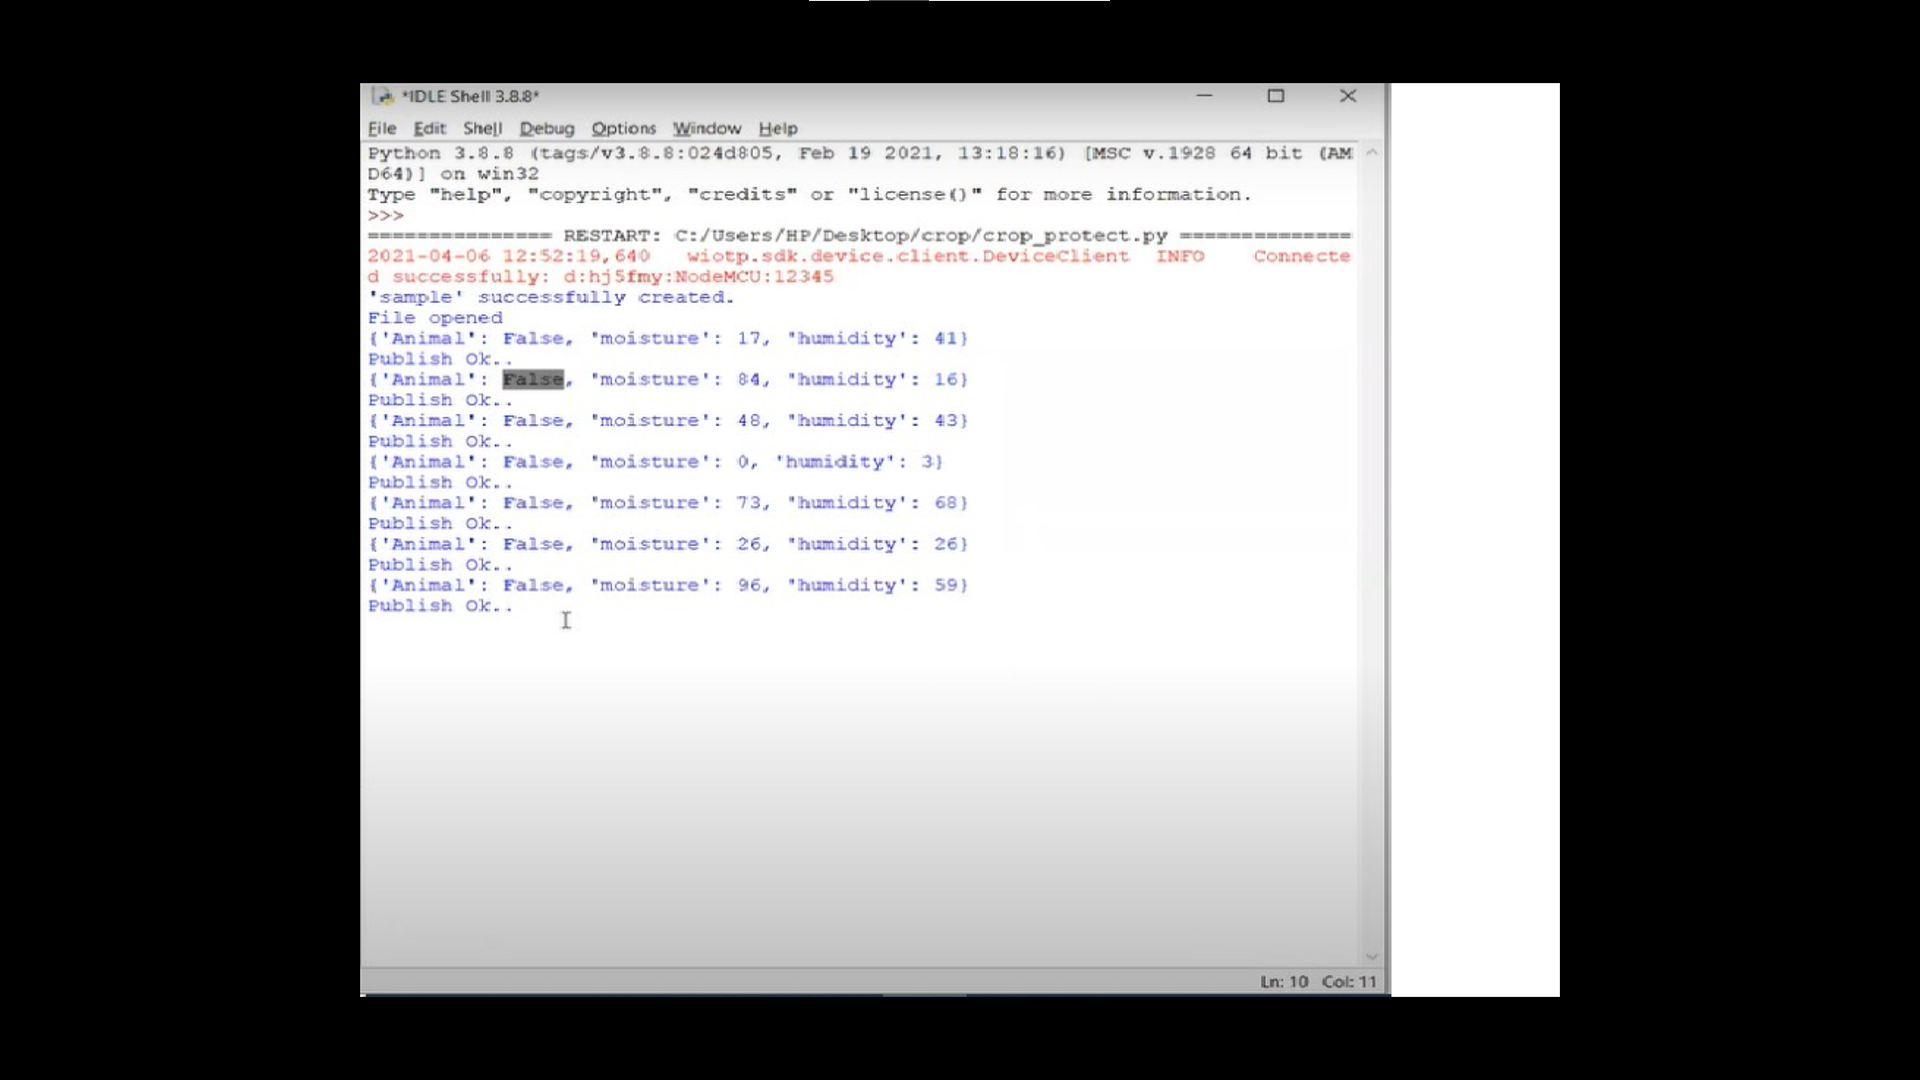 *IDLE Shell 3.8.8*
File Edit Shell Debug Options Window Help
Python 3.8.8 (tags/v3.8.8:024d805, Feb 19 2021, 13:18:16) [MSC v.1928 64 bit (AM
D64)] on win32
Type "help", "copyright", "credits" or "license()" for more information.
>>>
=============== RESTART: C:/Users/HP/Desktop/crop/crop_protect.py ==============
2021-04-06 12:52:19,640   wiotp.sdk.device.client.DeviceClient  INFO    Connecte
d successfully: d:hj5fmy:NodeMCU:12345
'sample' successfully created.
File opened
{'Animal': False, 'moisture': 17, 'humidity': 41}
Publish Ok..
{'Animal': False, 'moisture': 84, 'humidity': 16}
Publish Ok..
{'Animal': False, 'moisture': 48, 'humidity': 43}
Publish Ok..
{'Animal': False, 'moisture': 0, 'humidity': 3}
Publish Ok..
{'Animal': False, 'moisture': 73, 'humidity': 68}
Publish Ok..
{'Animal': False, 'moisture': 26, 'humidity': 26}
Publish Ok..
{'Animal': False, 'moisture': 96, 'humidity': 59}
Publish Ok..
Ln: 10 Col: 11